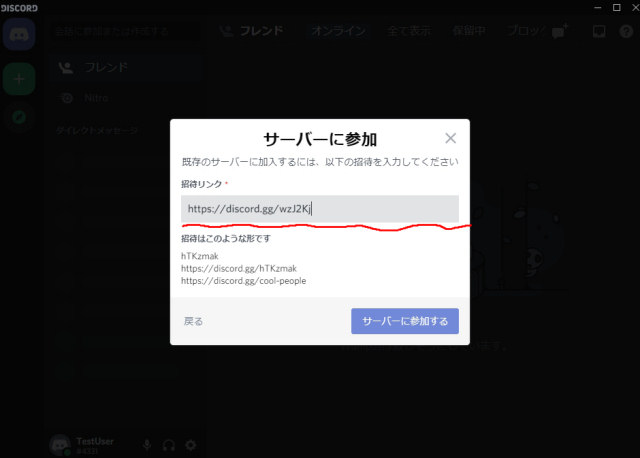 DISCORD
会話に参加または作成する
フレンド
オンライン
全て表示
保留中
フレンド
Nitro
ダイレクトメッセージ
サーバーに参加
既存のサーバーに加入するには、以下の招待を入力してください
招待リンク *
https://discord.gg/wzJ2Kj
招待はこのような形です
hTKzmak
https://discord.gg/hTKzmak
https://discord.gg/cool-people
戻る
サーバーに参加する
TestUser